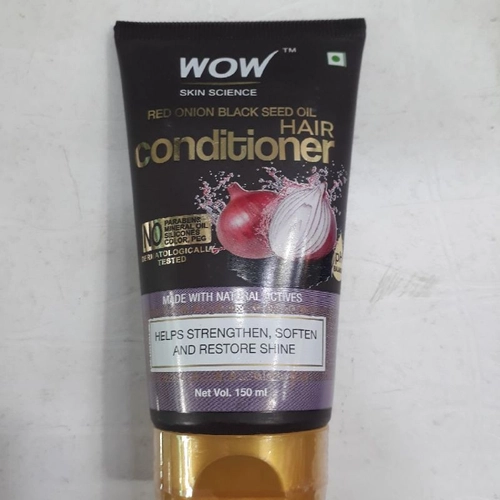 WOW™
SKIN SCIENCE
RED ONION BLACK SEED OIL
HAIR
conditioner
No
PARABENS
MINERAL OIL
SILICONES
COLOR, PEG
DERMATOLOGICALLY
TESTED
pH
MADE WITH NATURAL ACTIVES
HELPS STRENGTHEN, SOFTEN
AND RESTORE SHINE
Net Vol. 150 ml